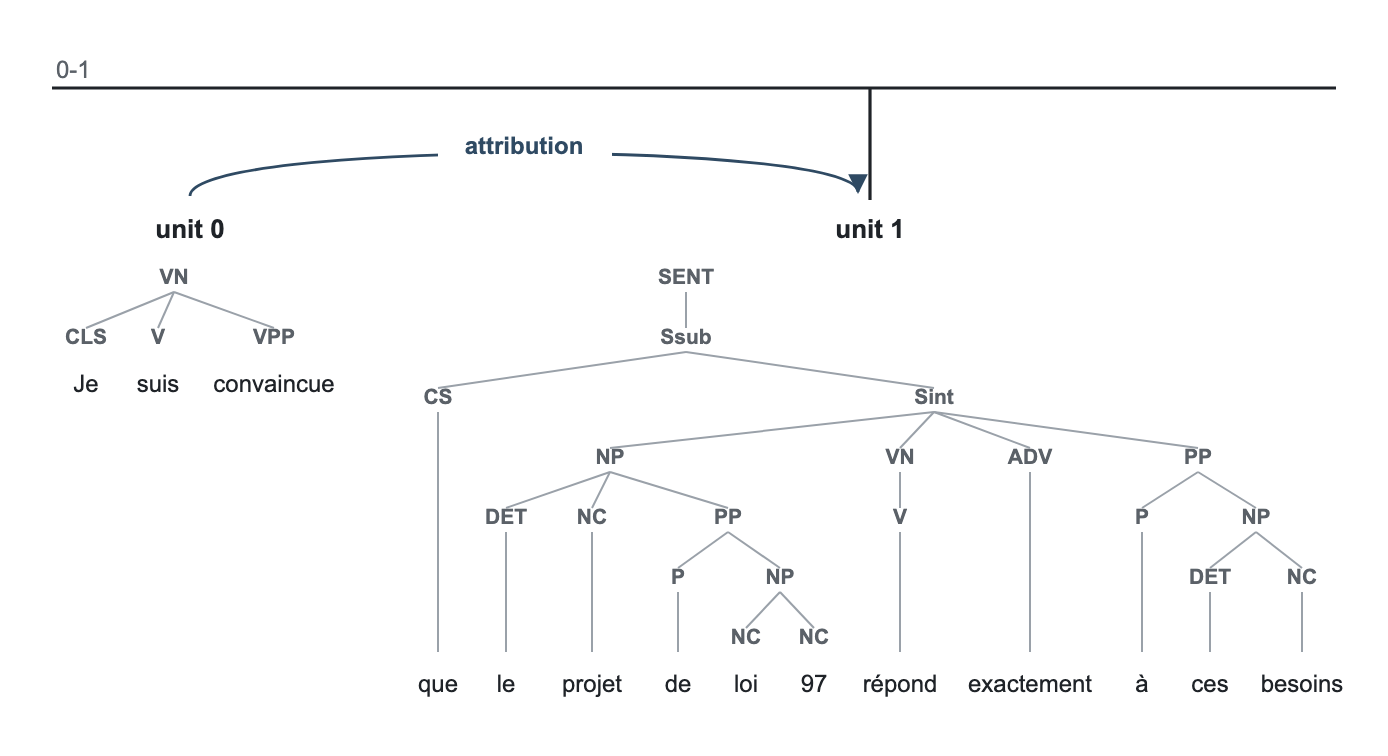 0-1
attribution
unit 0 unit 1
VN SENT
CLS V VPP Ssub
Je suis convaincue
CS Sint
NP VN ADV PP
DET NC PP V P NP
P NP DET NC
NC NC
que le projet de loi 97 répond exactement à ces besoins